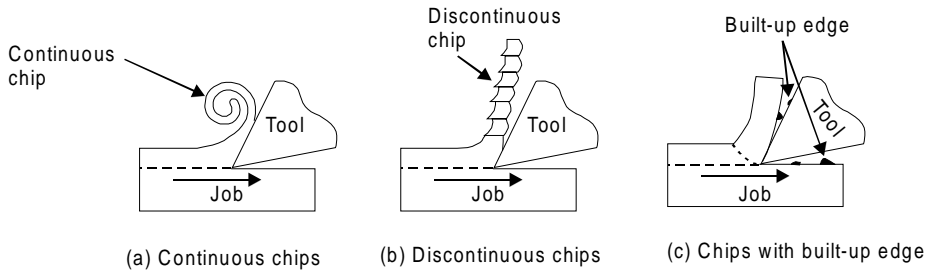 Continuous
chip
Tool
Job
(a) Continuous chips
Discontinuous
chip
Tool
Job
(b) Discontinuous chips
Built-up edge
Tool
Job
(c) Chips with built-up edge